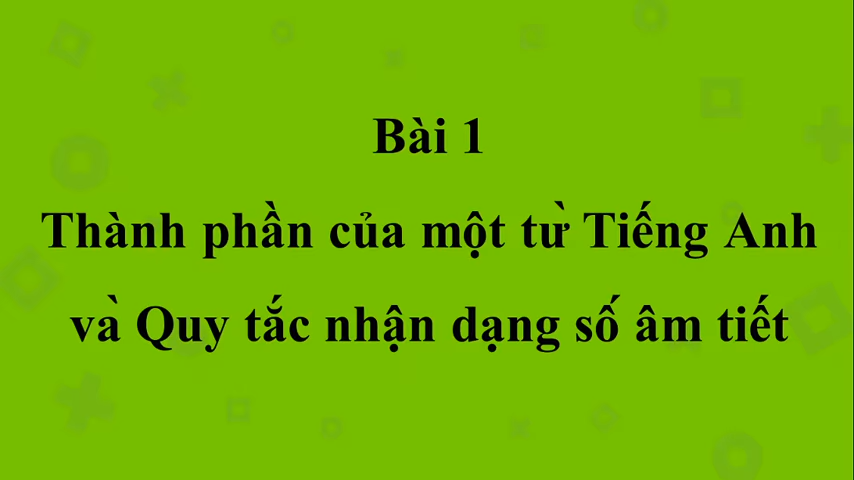 Bài 1
Thành phần của một từ Tiếng Anh
và Quy tắc nhận dạng số âm tiết